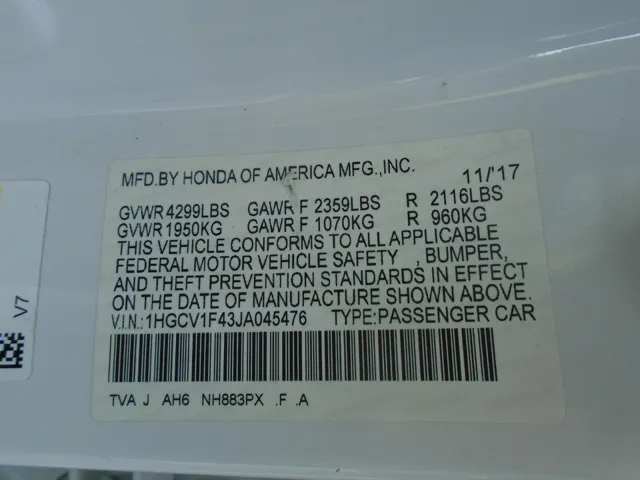 MFD.BY HONDA OF AMERICA MFG.,INC. 11/'17
GVWR 4299LBS GAWR F 2359LBS R 2116LBS
GVWR 1950KG GAWR F 1070KG R 960KG
THIS VEHICLE CONFORMS TO ALL APPLICABLE
FEDERAL MOTOR VEHICLE SAFETY , BUMPER,
AND THEFT PREVENTION STANDARDS IN EFFECT
ON THE DATE OF MANUFACTURE SHOWN ABOVE.
V.I.N.:1HGCV1F43JA045476 TYPE:PASSENGER CAR
TVA J AH6 NH883PX .F .A
V7